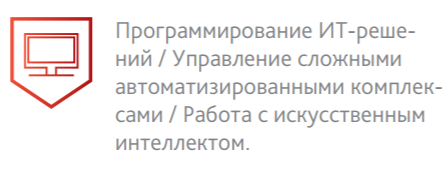 Программирование ИТ-реше-
ний / Управление сложными
автоматизированными комплек-
сами / Работа с искусственным
интеллектом.